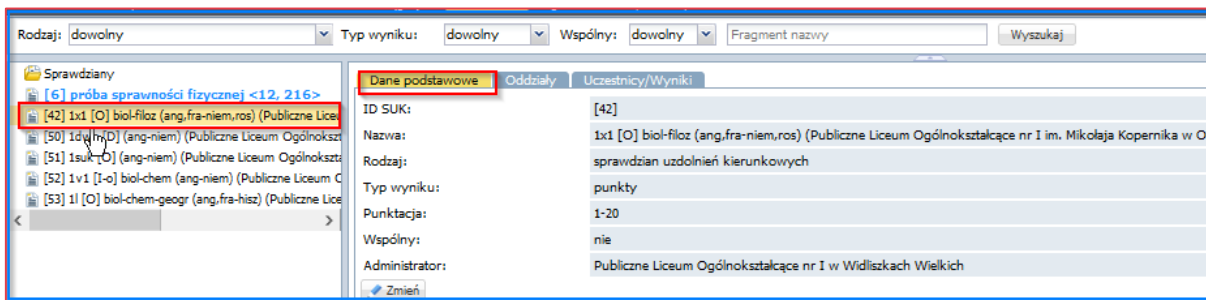 Rodzaj: dowolny Typ wyniku: dowolny Wspólny: dowolny Fragment nazwy Wyszukaj
Sprawdziany
[6] próba sprawności fizycznej <12, 216>
[42] 1x1 [O] biol-filoz (ang,fra-niem,ros) (Publiczne Liceu
[50] [D] (ang-niem) (Publiczne Liceum Ogólnokszt
[51] 1suk [O] (ang-niem) (Publiczne Liceum Ogólnokszta
[52] 1v1 [I-o] biol-chem (ang-niem) (Publiczne Liceum O
[53] 1l [O] biol-chem-geogr (ang,fra-hisz) (Publiczne Lice
Dane podstawowe Oddziały Uczestnicy/Wyniki
ID SUK: [42]
Nazwa: 1x1 [O] biol-filoz (ang,fra-niem,ros) (Publiczne Liceum Ogólnokształcące nr I im. Mikołaja Kopernika w O
Rodzaj: sprawdzian uzdolnień kierunkowych
Typ wyniku: punkty
Punktacja: 1-20
Wspólny: nie
Administrator: Publiczne Liceum Ogólnokształcące nr I w Widliszkach Wielkich
Zmień